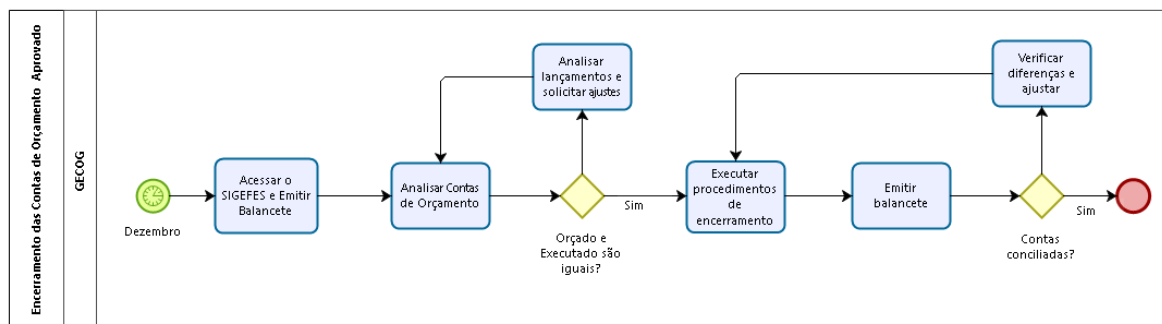 Encerramento das Contas de Orçamento Aprovado
GECOG
Dezembro
Acessar o
SIGEFES e Emitir
Balancete
Analisar Contas
de Orçamento
Analisar
lançamentos e
solicitar ajustes
Orçado e
Executado são
iguais?
Sim
Executar
procedimentos
de
encerramento
Emitir
balancete
Verificar
diferenças e
ajustar
Contas
conciliadas?
Sim